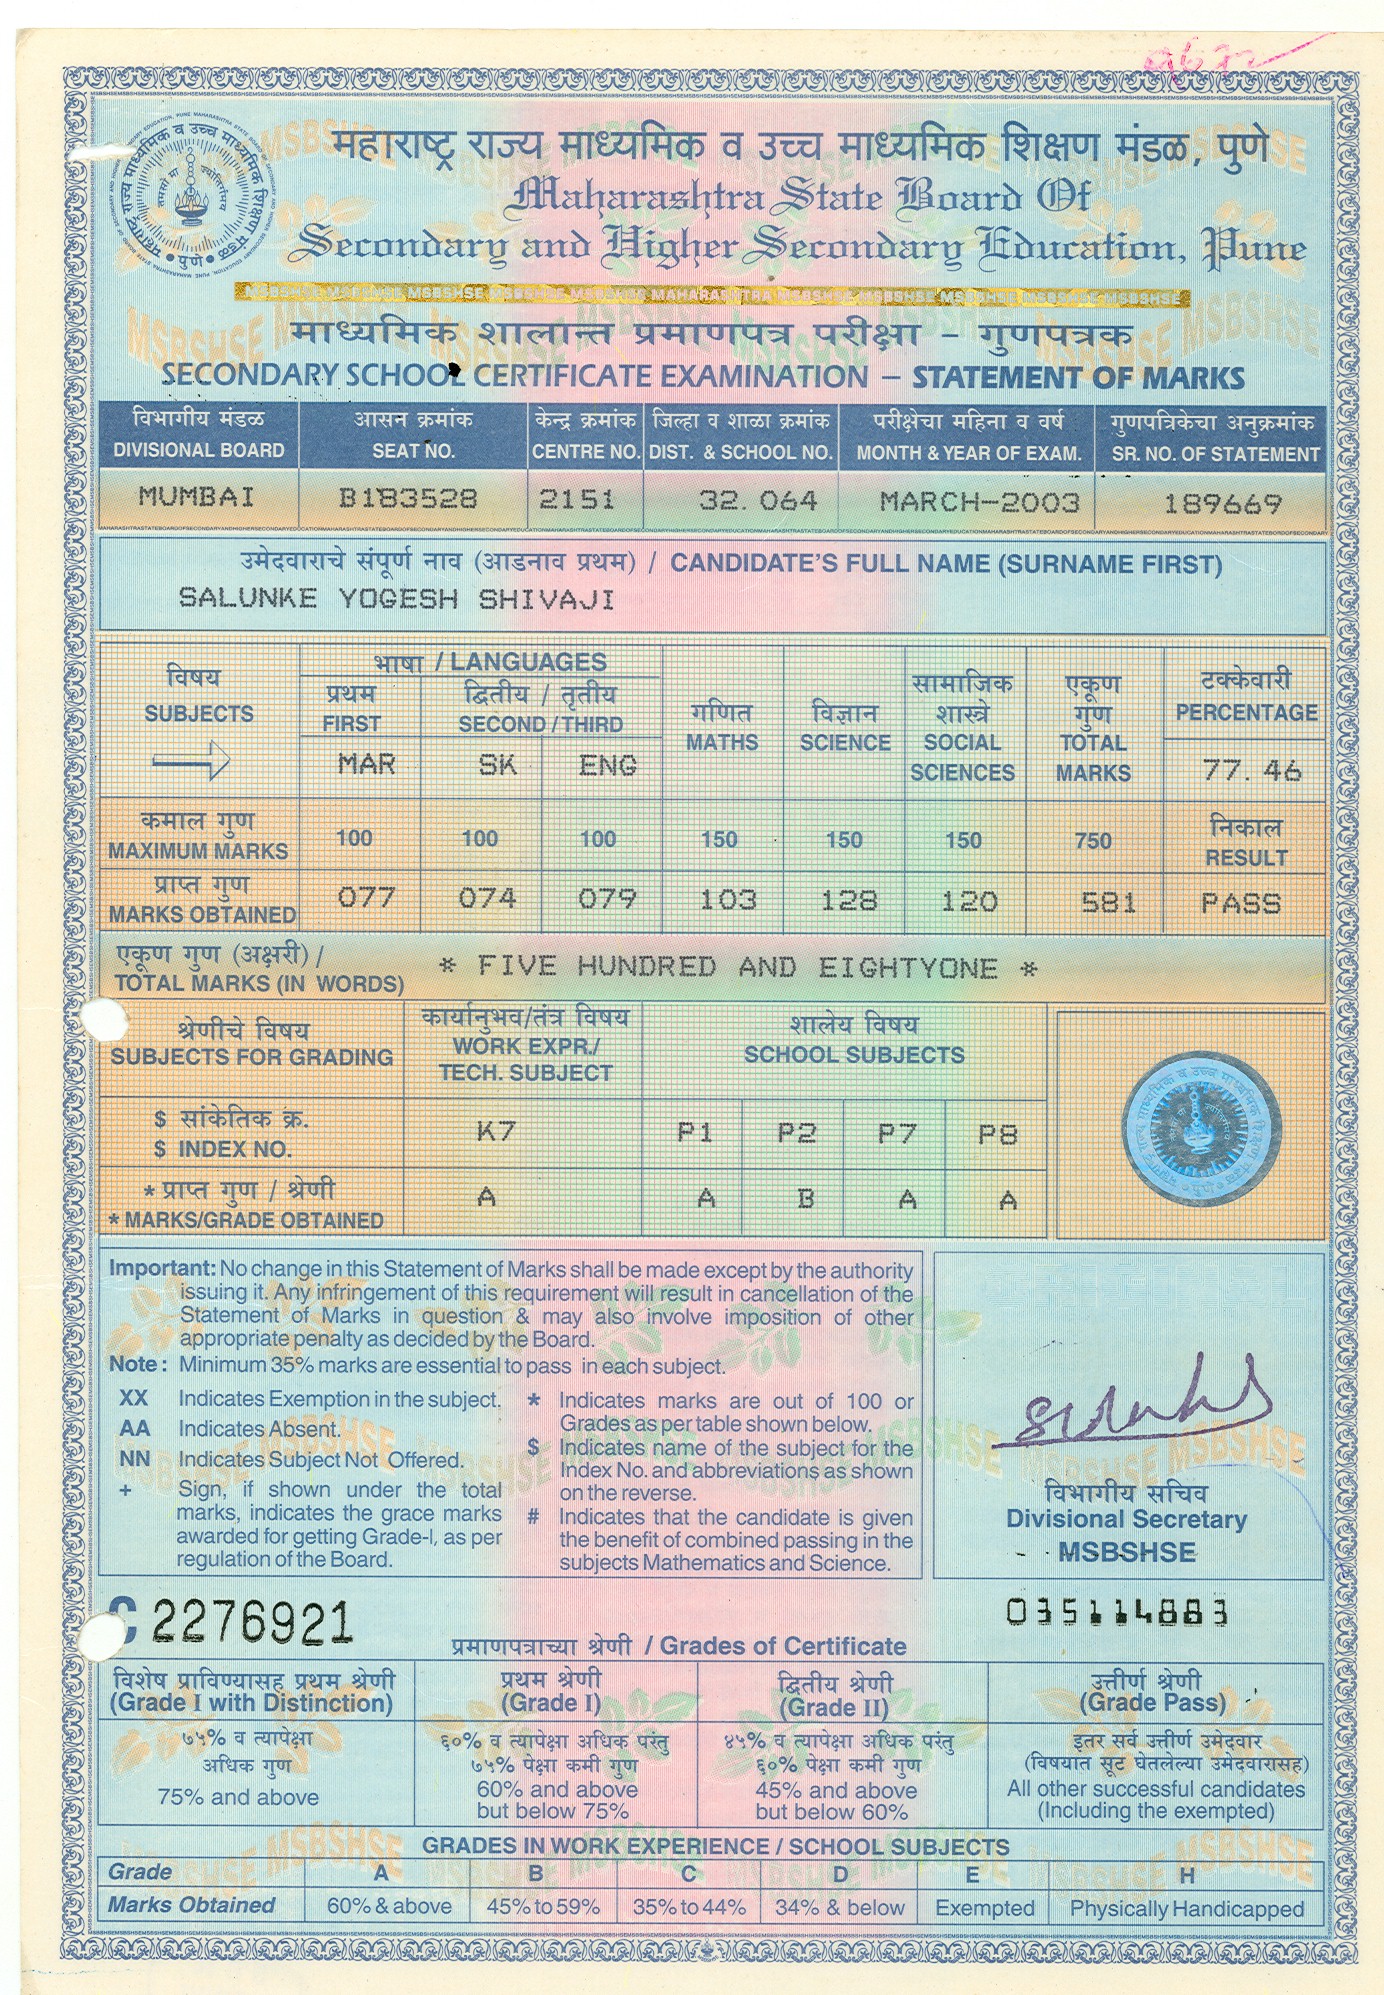 महाराष्ट्र राज्य माध्यमिक व उच्च माध्यमिक शिक्षण मंडळ, पुणे
Maharashtra State Board Of
Secondary and Higher Secondary Education, Pune
माध्यमिक शालान्त प्रमाणपत्र परीक्षा – गुणपत्रक
SECONDARY SCHOOL CERTIFICATE EXAMINATION – STATEMENT OF MARKS
विभागीय मंडळ आसन क्रमांक केन्द्र क्रमांक जिल्हा व शाळा क्रमांक परीक्षेचा महिना व वर्ष गुणपत्रिकेचा अनुक्रमांक
DIVISIONAL BOARD SEAT NO. CENTRE NO. DIST. & SCHOOL NO. MONTH & YEAR OF EXAM. SR. NO. OF STATEMENT
MUMBAI B183528 2151 32.064 MARCH-2003 189669
उमेदवाराचे संपूर्ण नाव (आडनाव प्रथम) / CANDIDATE'S FULL NAME (SURNAME FIRST)
SALUNKE YOGESH SHIVAJI
विषय
SUBJECTS
भाषा / LANGUAGES
प्रथम
FIRST
द्वितीय / तृतीय
SECOND / THIRD
MAR SK ENG
गणित
MATHS
विज्ञान
SCIENCE
सामाजिक
शास्त्रे
SOCIAL
SCIENCES
एकूण
गुण
TOTAL
MARKS
टक्केवारी
PERCENTAGE
77.46
कमाल गुण
MAXIMUM MARKS
100 100 100 150 150 150 750
निकाल
RESULT
प्राप्त गुण
MARKS OBTAINED
077 074 079 103 128 120 581 PASS
एकूण गुण (अक्षरी) /
TOTAL MARKS (IN WORDS)
* FIVE HUNDRED AND EIGHTYONE *
श्रेणीचे विषय
SUBJECTS FOR GRADING
कार्यानुभव/तंत्र विषय
WORK EXPR./
TECH. SUBJECT
शालेय विषय
SCHOOL SUBJECTS
$ सांकेतिक क्र.
$ INDEX NO.
K7 P1 P2 P7 P8
* प्राप्त गुण / श्रेणी
* MARKS/GRADE OBTAINED
A A B A A
Important: No change in this Statement of Marks shall be made except by the authority
issuing it. Any infringement of this requirement will result in cancellation of the
Statement of Marks in question & may also involve imposition of other
appropriate penalty as decided by the Board.
Note : Minimum 35% marks are essential to pass in each subject.
XX Indicates Exemption in the subject.
AA Indicates Absent.
NN Indicates Subject Not Offered.
+ Sign, if shown under the total
marks, indicates the grace marks
awarded for getting Grade-I, as per
regulation of the Board.
* Indicates marks are out of 100 or
Grades as per table shown below.
$ Indicates name of the subject for the
Index No. and abbreviations as shown
on the reverse.
# Indicates that the candidate is given
the benefit of combined passing in the
subjects Mathematics and Science.
विभागीय सचिव
Divisional Secretary
MSBSHSE
C 2276921
035114883
प्रमाणपत्राच्या श्रेणी / Grades of Certificate
विशेष प्राविण्यासह प्रथम श्रेणी
(Grade I with Distinction)
प्रथम श्रेणी
(Grade I)
द्वितीय श्रेणी
(Grade II)
उत्तीर्ण श्रेणी
(Grade Pass)
७५% व त्यापेक्षा
अधिक गुण
75% and above
६०% व त्यापेक्षा अधिक परंतु
७५% पेक्षा कमी गुण
60% and above
but below 75%
४५% व त्यापेक्षा अधिक परंतु
६०% पेक्षा कमी गुण
45% and above
but below 60%
इतर सर्व उत्तीर्ण उमेदवार
(विषयात सूट घेतलेल्या उमेदवारासह)
All other successful candidates
(Including the exempted)
GRADES IN WORK EXPERIENCE / SCHOOL SUBJECTS
Grade A B C D E H
Marks Obtained 60% & above 45% to 59% 35% to 44% 34% & below Exempted Physically Handicapped